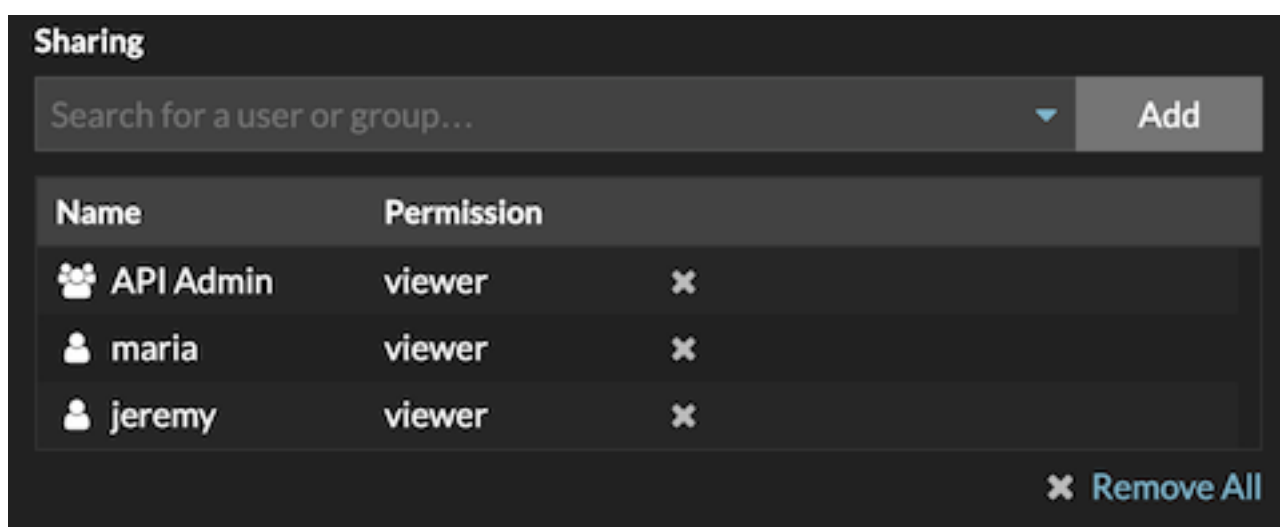 Sharing
Search for a user or group... Add
Name Permission
API Admin viewer
maria viewer
jeremy viewer
Remove All